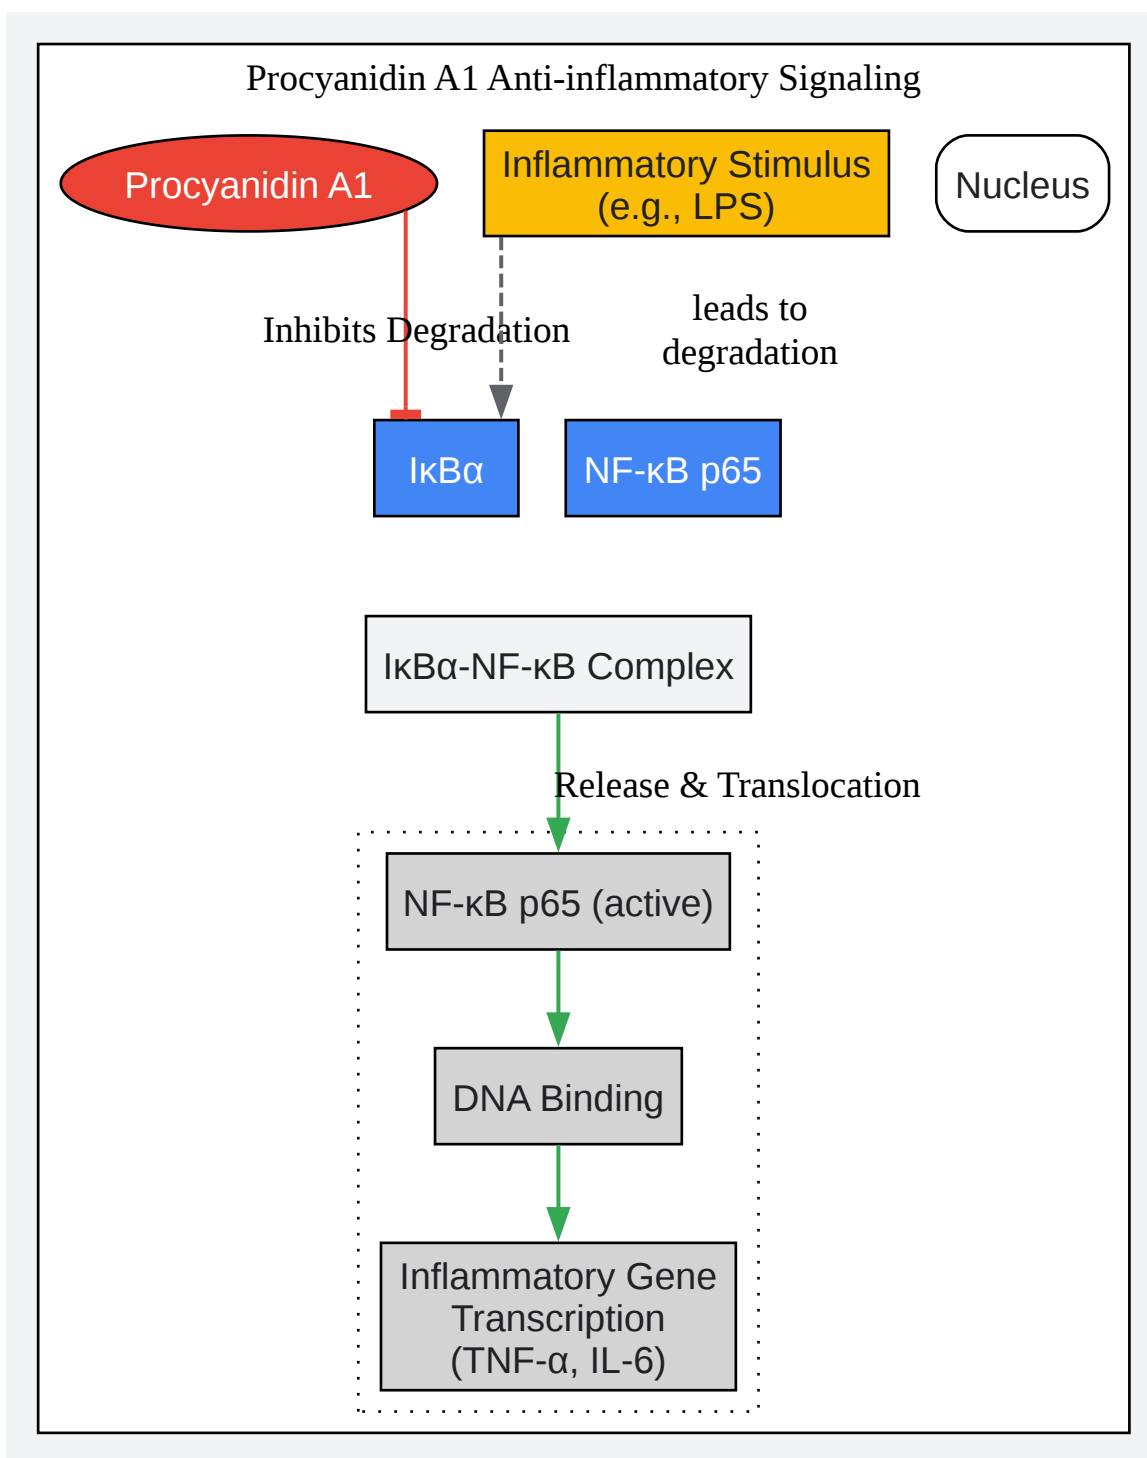 Procyanidin A1 Anti-inflammatory Signaling
Procyanidin A1
Inflammatory Stimulus
(e.g., LPS)
Nucleus
Inhibits Degradation
leads to
degradation
IκBα
NF-κB p65
IκBα-NF-κB Complex
Release & Translocation
NF-κB p65 (active)
DNA Binding
Inflammatory Gene
Transcription
(TNF-α, IL-6)